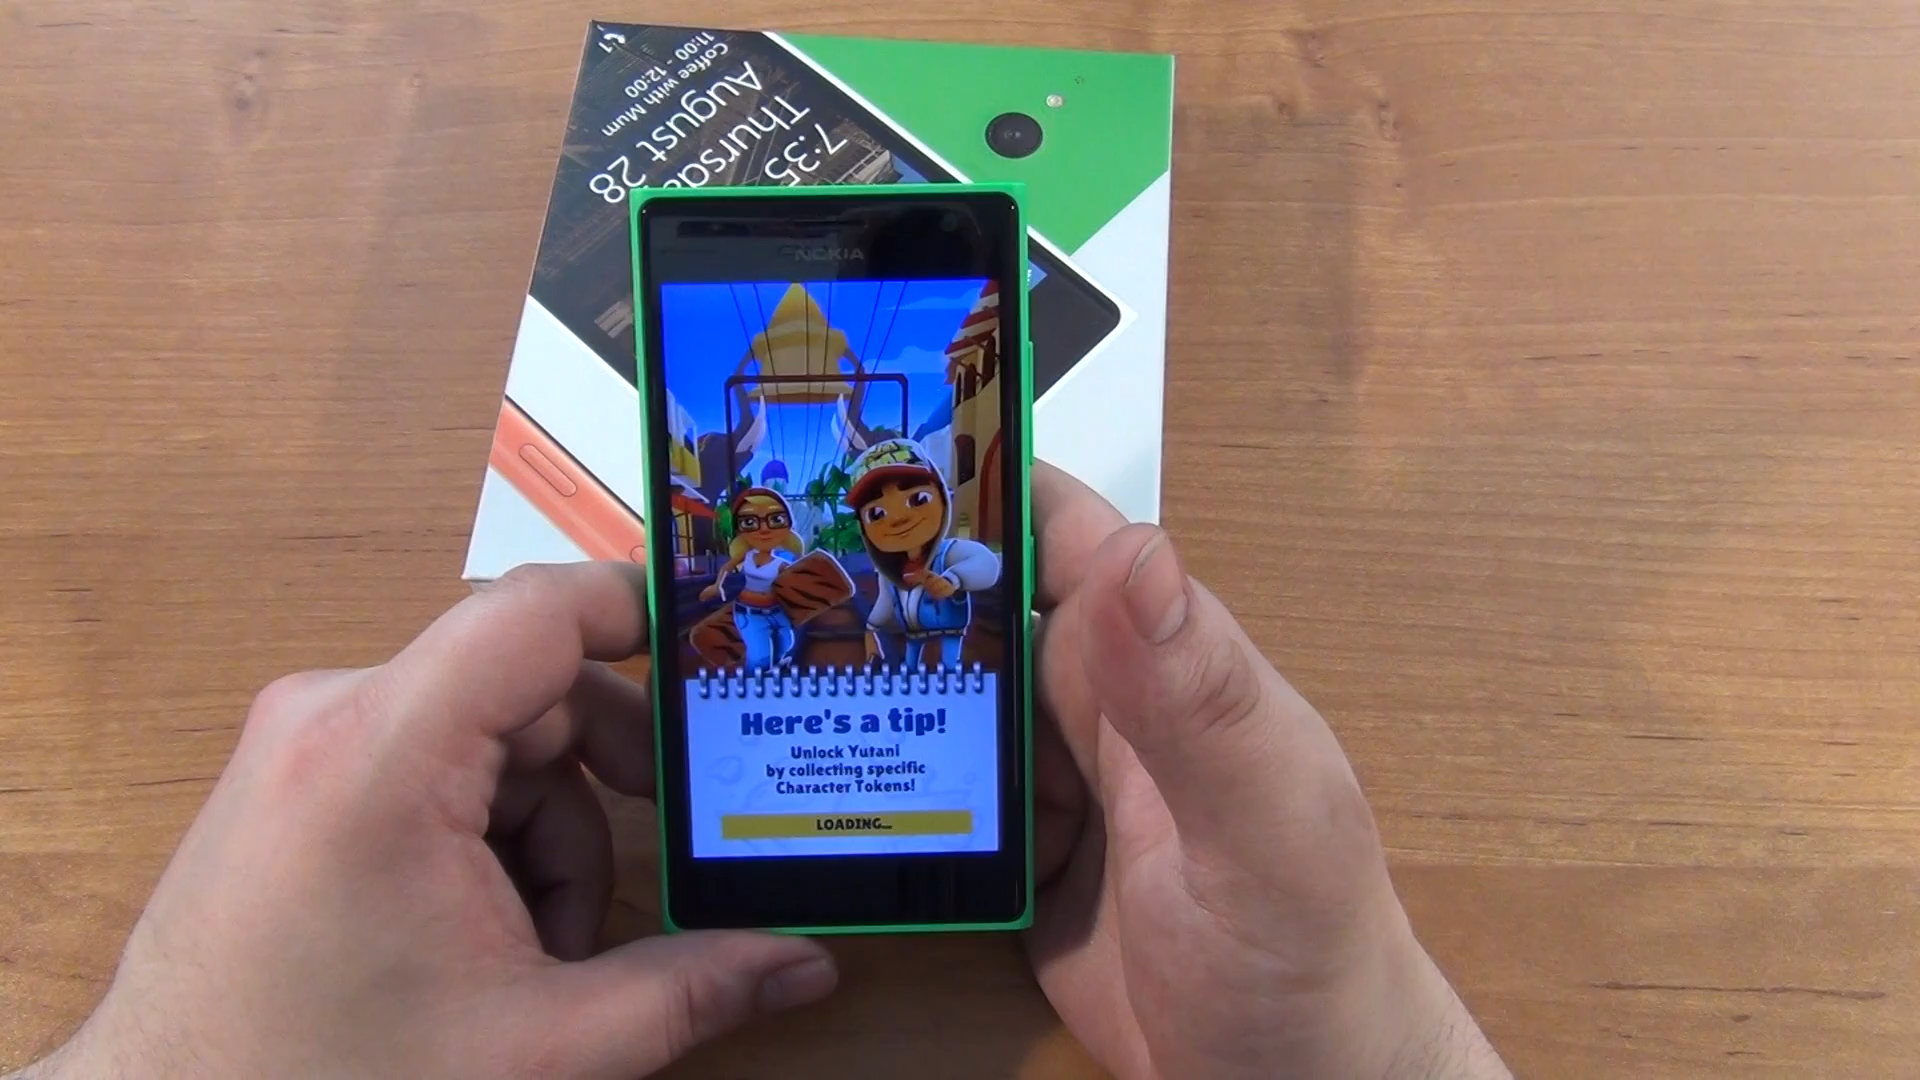 11:00 - 12:00
Coffee with Mum
August 28
Thursda
7:35
NOKIA
Here's a tip!
Unlock Yutani
by collecting specific
Character Tokens!
LOADING...